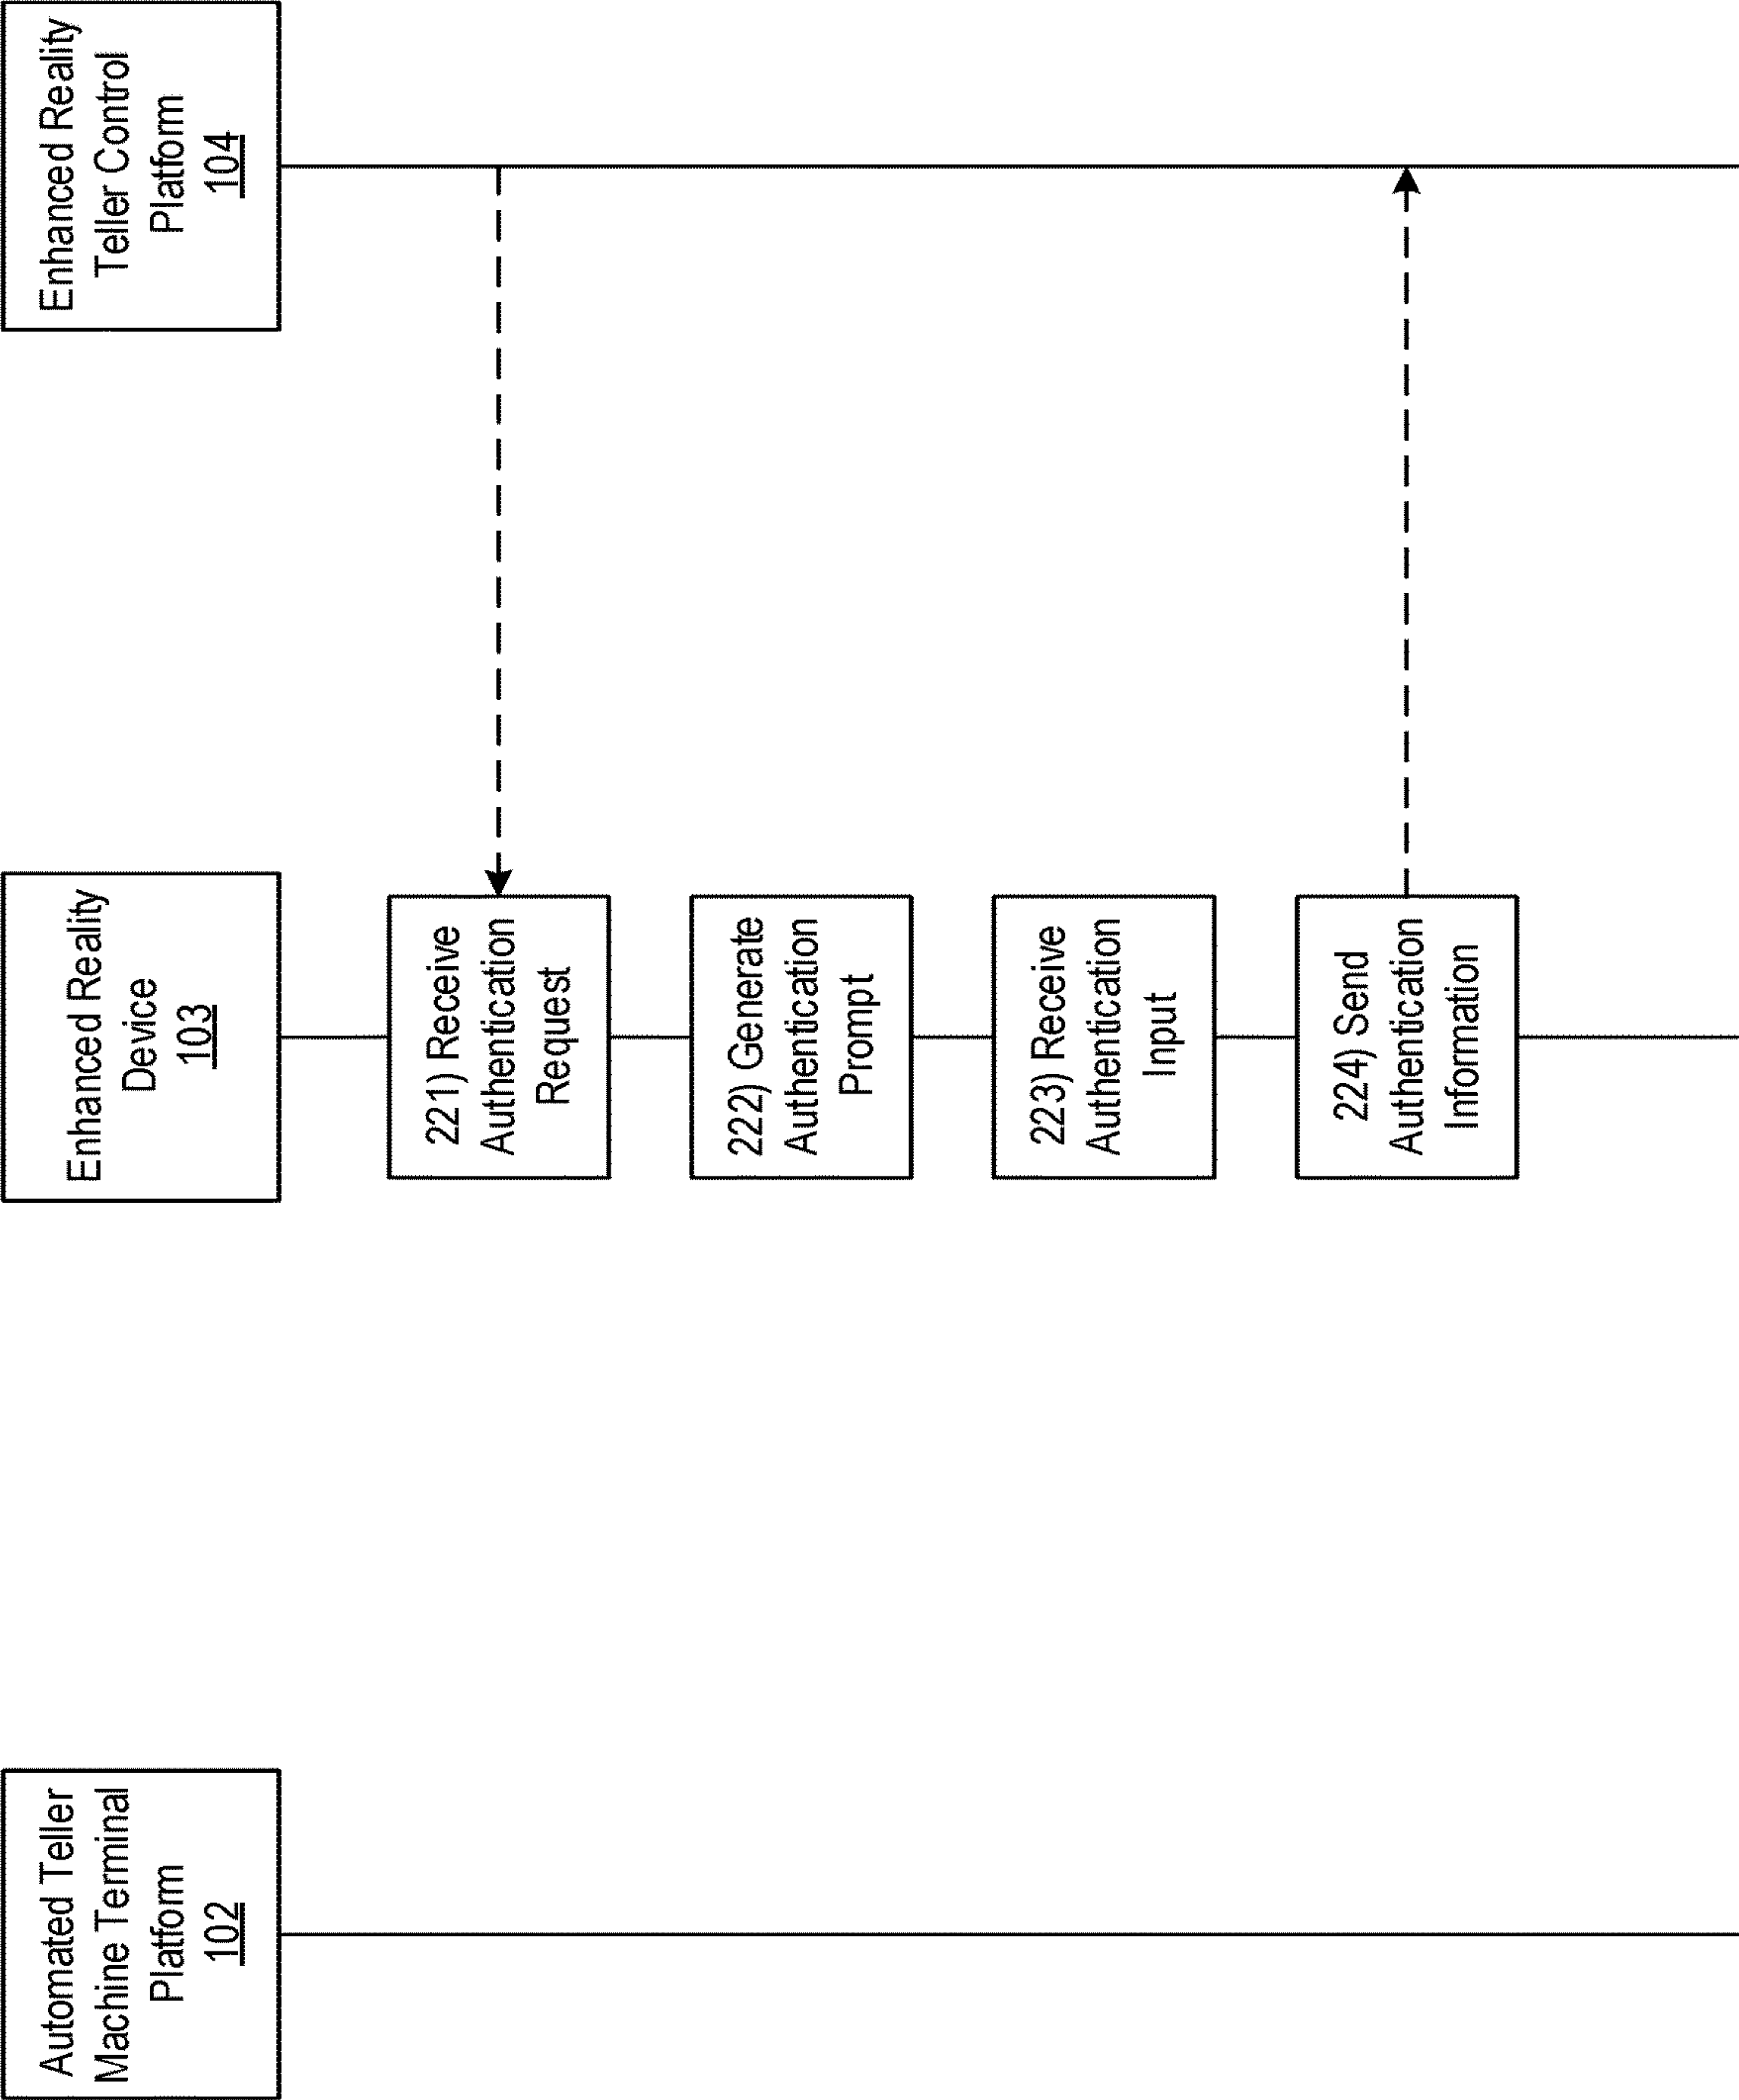 Automated Teller
Machine Terminal
Platform
102
Enhanced Reality
Device
103
Enhanced Reality
Teller Control
Platform
104
221) Receive
Authentication
Request
222) Generate
Authentication
Prompt
223) Receive
Authentication
Input
224) Send
Authentication
Information